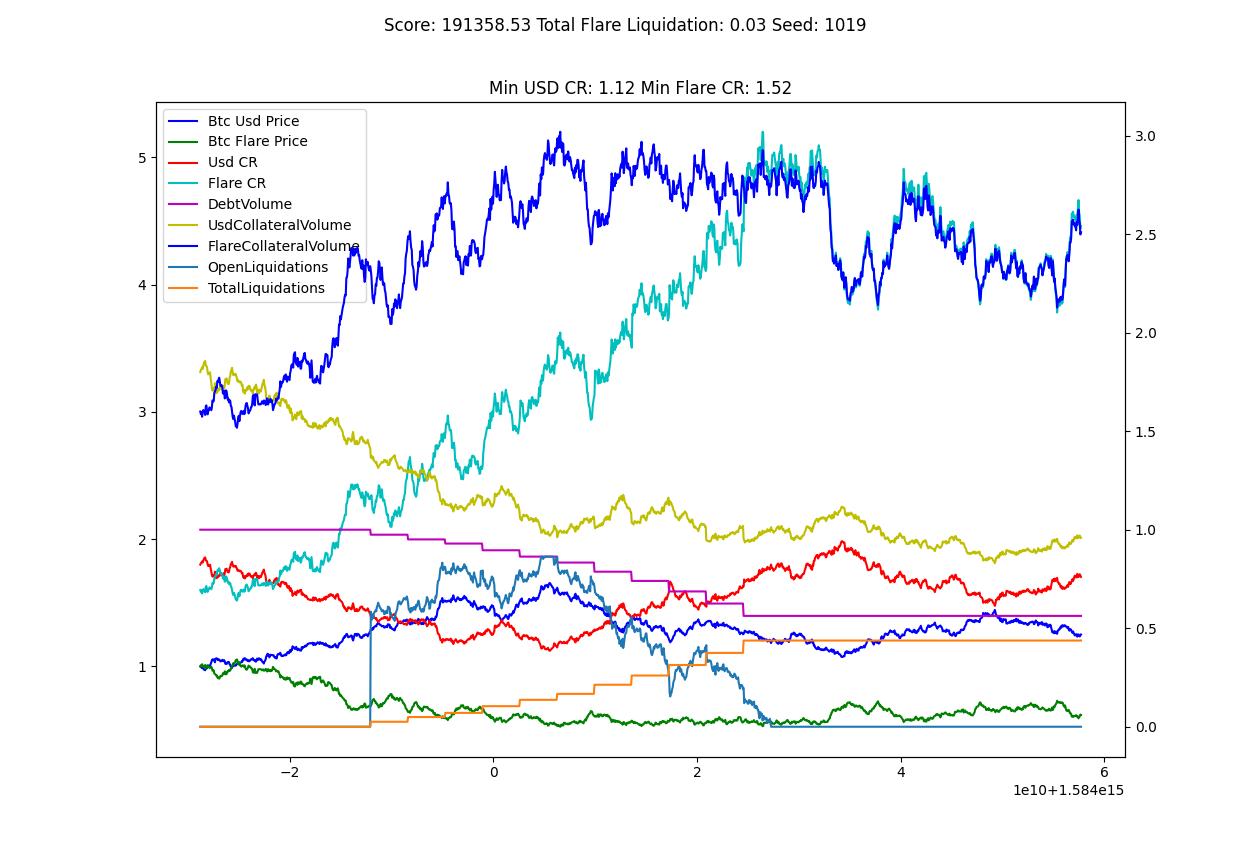 Score: 191358.53 Total Flare Liquidation: 0.03 Seed: 1019
Min USD CR: 1.12 Min Flare CR: 1.52
Btc Usd Price
Btc Flare Price
Usd CR
Flare CR
DebtVolume
UsdCollateralVolume
FlareCollateralVolume
OpenLiquidations
TotalLiquidations
5
4
3
2
1
3.0
2.5
2.0
1.5
1.0
0.5
0.0
−2
0
2
4
6
1e10+1.584e15